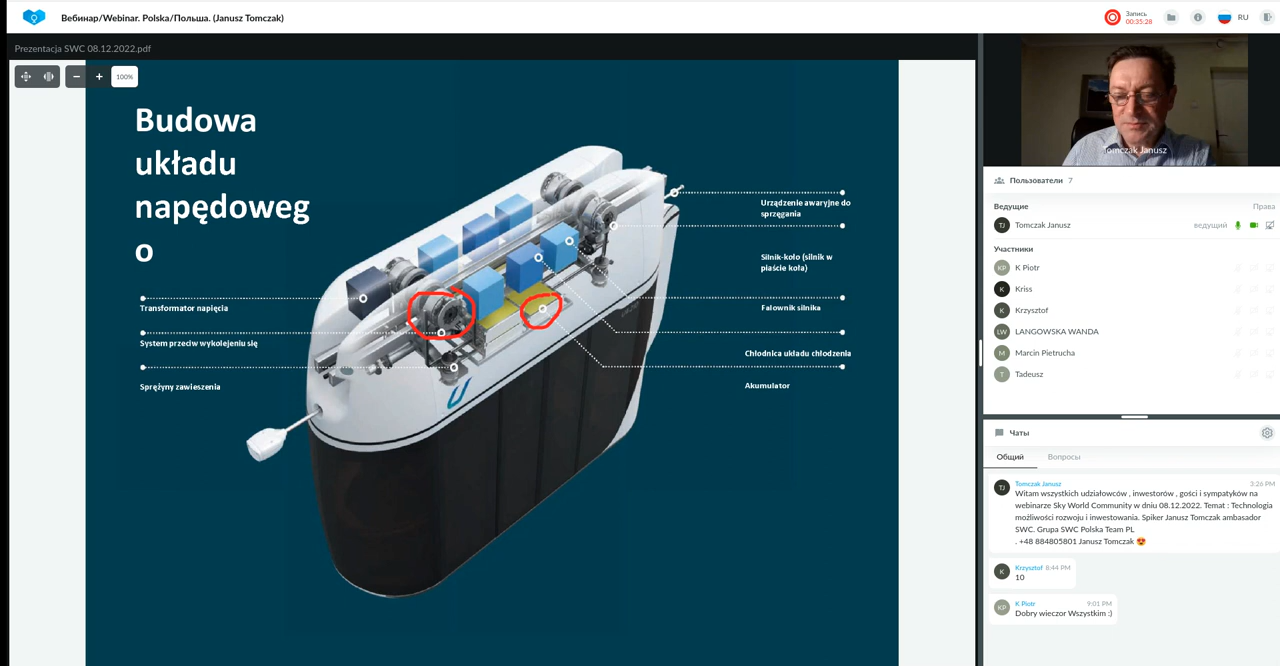 Вебинар/Webinar. Polska/Польша. (Janusz Tomczak)
Запись
00:35:28
RU
Prezentacja SWC 08.12.2022.pdf
100%
Budowa
układu
napędoweg
o
Urządzenie awaryjne do
sprzęgania
Silnik-koło (silnik w
płaście koła)
Transformator napięcia
Falownik silnika
System przeciw wykolejeniu się
Chłodnica układu chłodzenia
Sprężyny zawieszenia
Akumulator
Tomczak Janusz
Пользователи 7
Ведущие
Права
TJ
Tomczak Janusz
ведущий
Участники
KP
K Piotr
K
Kriss
K
Krzysztof
LW
LANGOWSKA WANDA
M
Marcin Pietrucha
T
Tadeusz
Чаты
Общий
Вопросы
TJ
Tomczak Janusz
3:26 PM
Witam wszystkich udziałowców , inwestorów , gości i sympatyków na
webinarze Sky World Community w dniu 08.12.2022. Temat : Technologia
możliwości rozwoju i inwestowania. Spiker Janusz Tomczak ambasador
SWC. Grupa SWC Polska Team PL
. +48 884805801 Janusz Tomczak 😍
K
Krzysztof 8:44 PM
10
KP
K Piotr 9:01 PM
Dobry wieczor Wszystkim :)